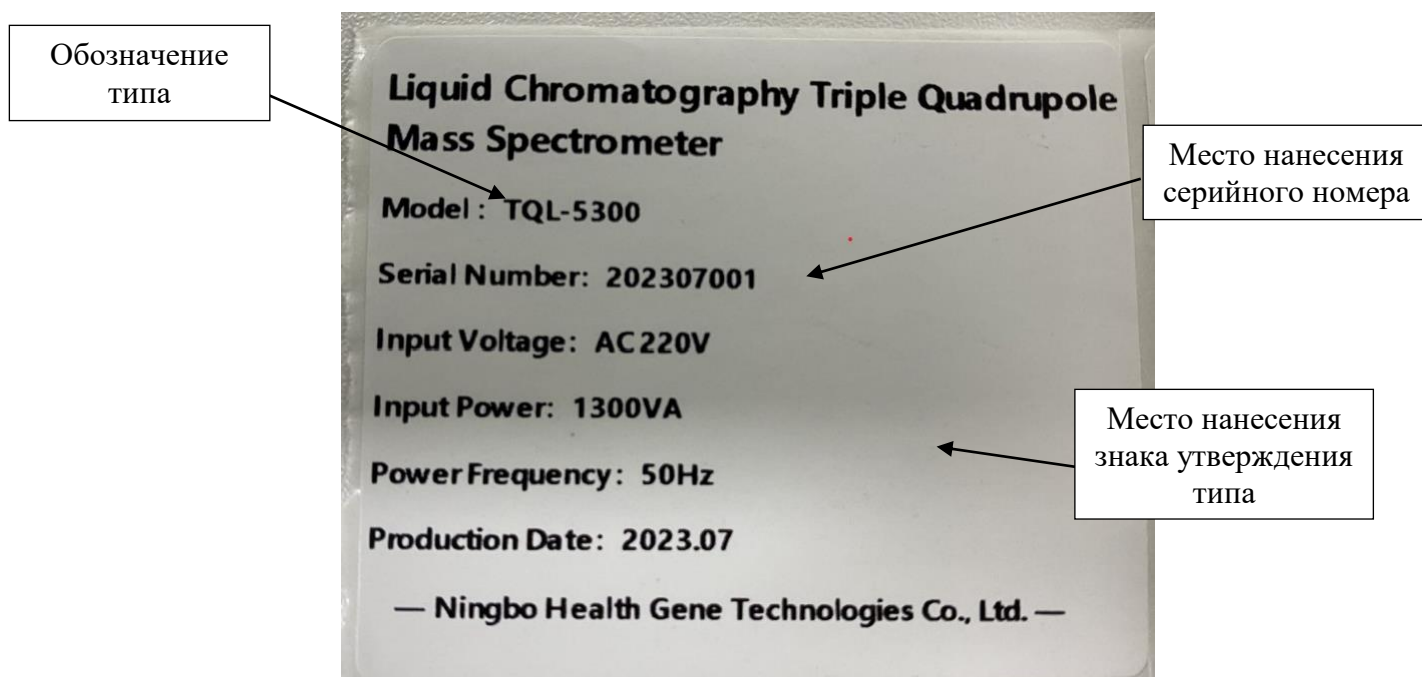 Обозначение
типа
Liquid Chromatography Triple Quadrupole
Mass Spectrometer
Model : TQL-5300
Serial Number: 202307001
Input Voltage: AC220V
Input Power: 1300VA
Power Frequency: 50Hz
Production Date: 2023.07
— Ningbo Health Gene Technologies Co., Ltd. —
Место нанесения
серийного номера
Место нанесения
знака утверждения
типа